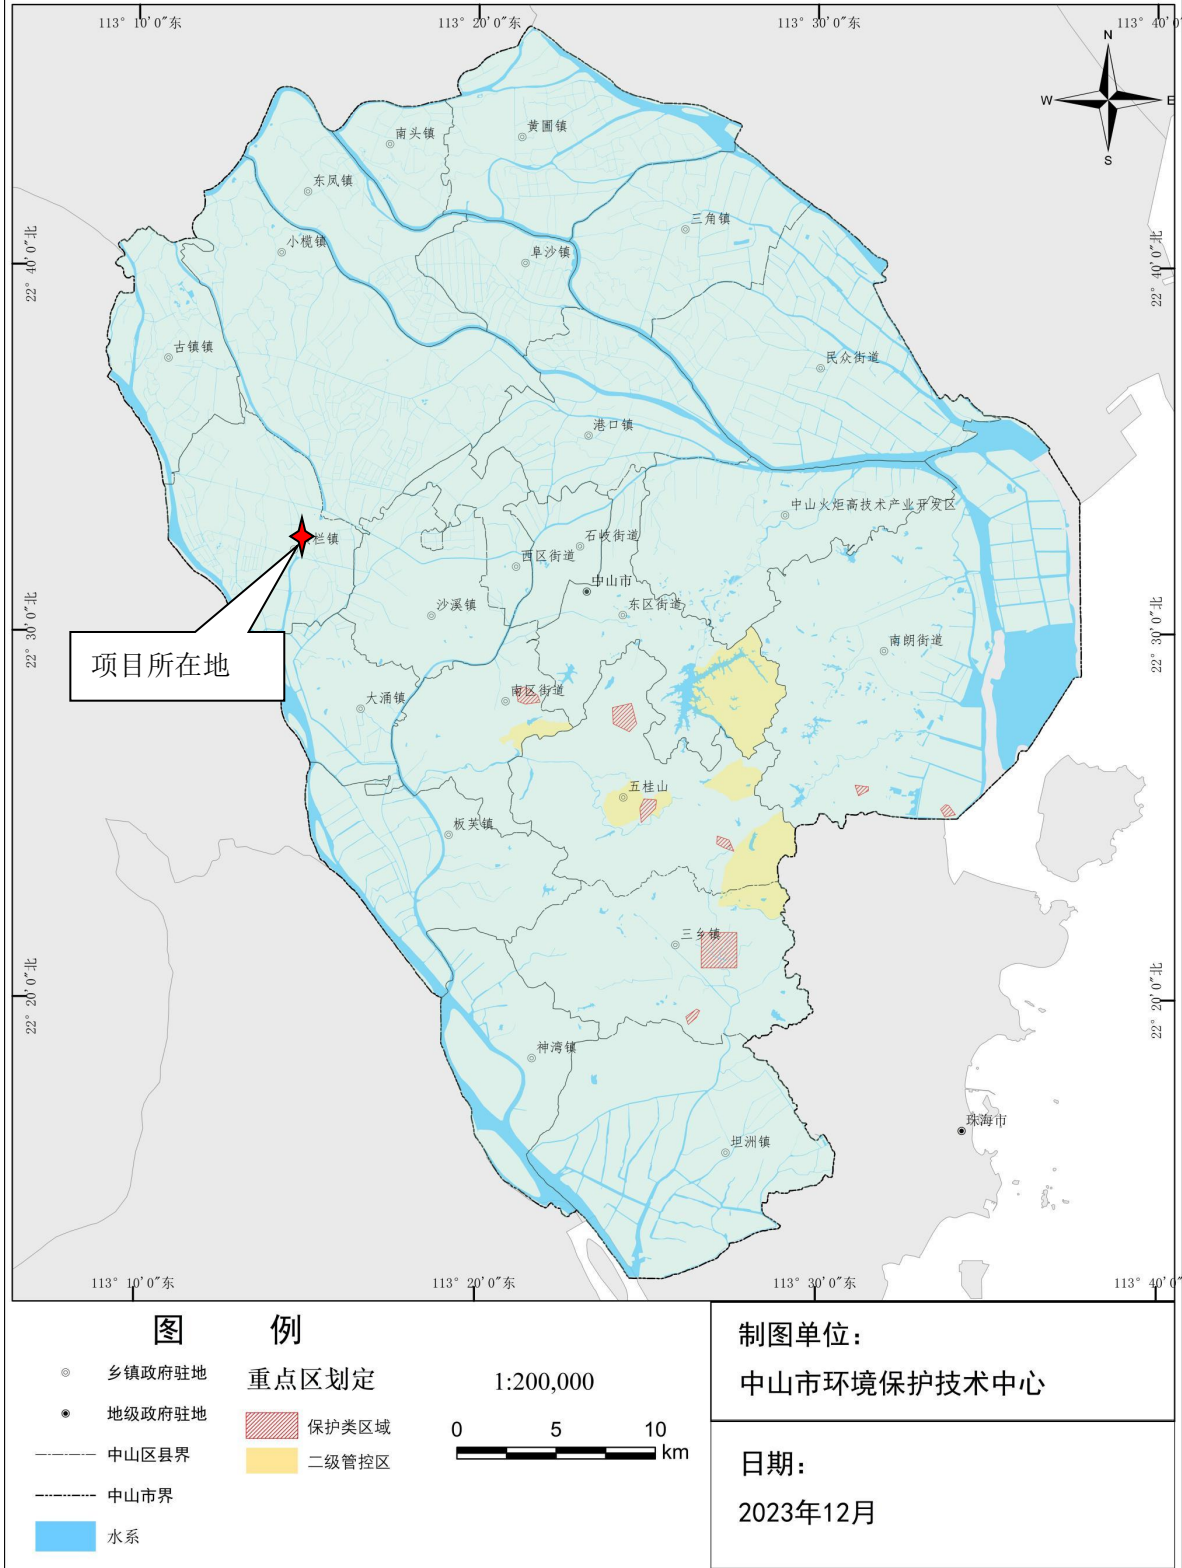 113° 10′0″东
113° 20′0″东
113° 30′0″东
113° 40′0″
N
W
E
S
南头镇
黄圃镇
东凤镇
三角镇
小榄镇
阜沙镇
22° 40′0″北
22° 40′0″北
古镇镇
民众街道
港口镇
中山火炬高技术产业开发区
栏镇
石岐街道
西区街道
中山市
22° 30′0″北
沙溪镇
东区街道
22° 30′0″北
南朗街道
项目所在地
大涌镇
南区街道
五桂山
板芙镇
三乡镇
22° 20′0″北
22° 20′0″北
神湾镇
珠海市
坦洲镇
113° 10′0″东
113° 20′0″东
113° 30′0″东
113° 40′0″
图 例
乡镇政府驻地
地级政府驻地
中山区县界
中山市界
水系
重点区划定
保护类区域
二级管控区
1:200,000
0 5 10
km
制图单位：
中山市环境保护技术中心
日期：
2023年12月